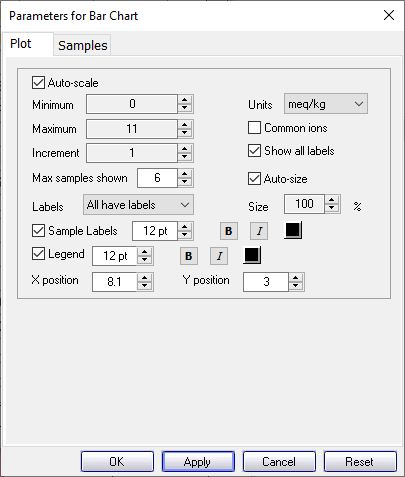 Parameters for Bar Chart
Plot Samples
Auto-scale
Minimum 0 Units meq/kg
Maximum 11 Common ions
Increment 1 Show all labels
Max samples shown 6 Auto-size
Labels All have labels Size 100 %
Sample Labels 12 pt B I
Legend 12 pt B I
X position 8.1 Y position 3
OK Apply Cancel Reset